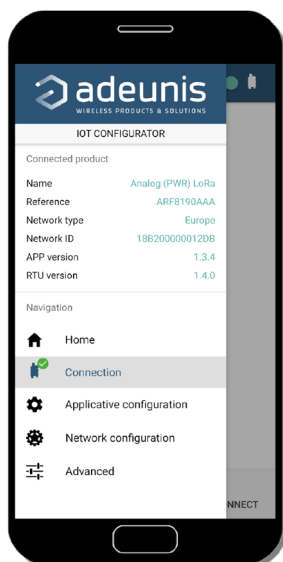 adeunis
WIRELESS PRODUCTS & SOLUTIONS
IOT CONFIGURATOR
Connected product
Name Analog (PWR) LoRa
Reference ARF8190AAA
Network type Europe
Network ID 18B200000012DB
APP version 1.3.4
RTU version 1.4.0
Navigation
Home
Connection
Applicative configuration
Network configuration
Advanced
NNECT